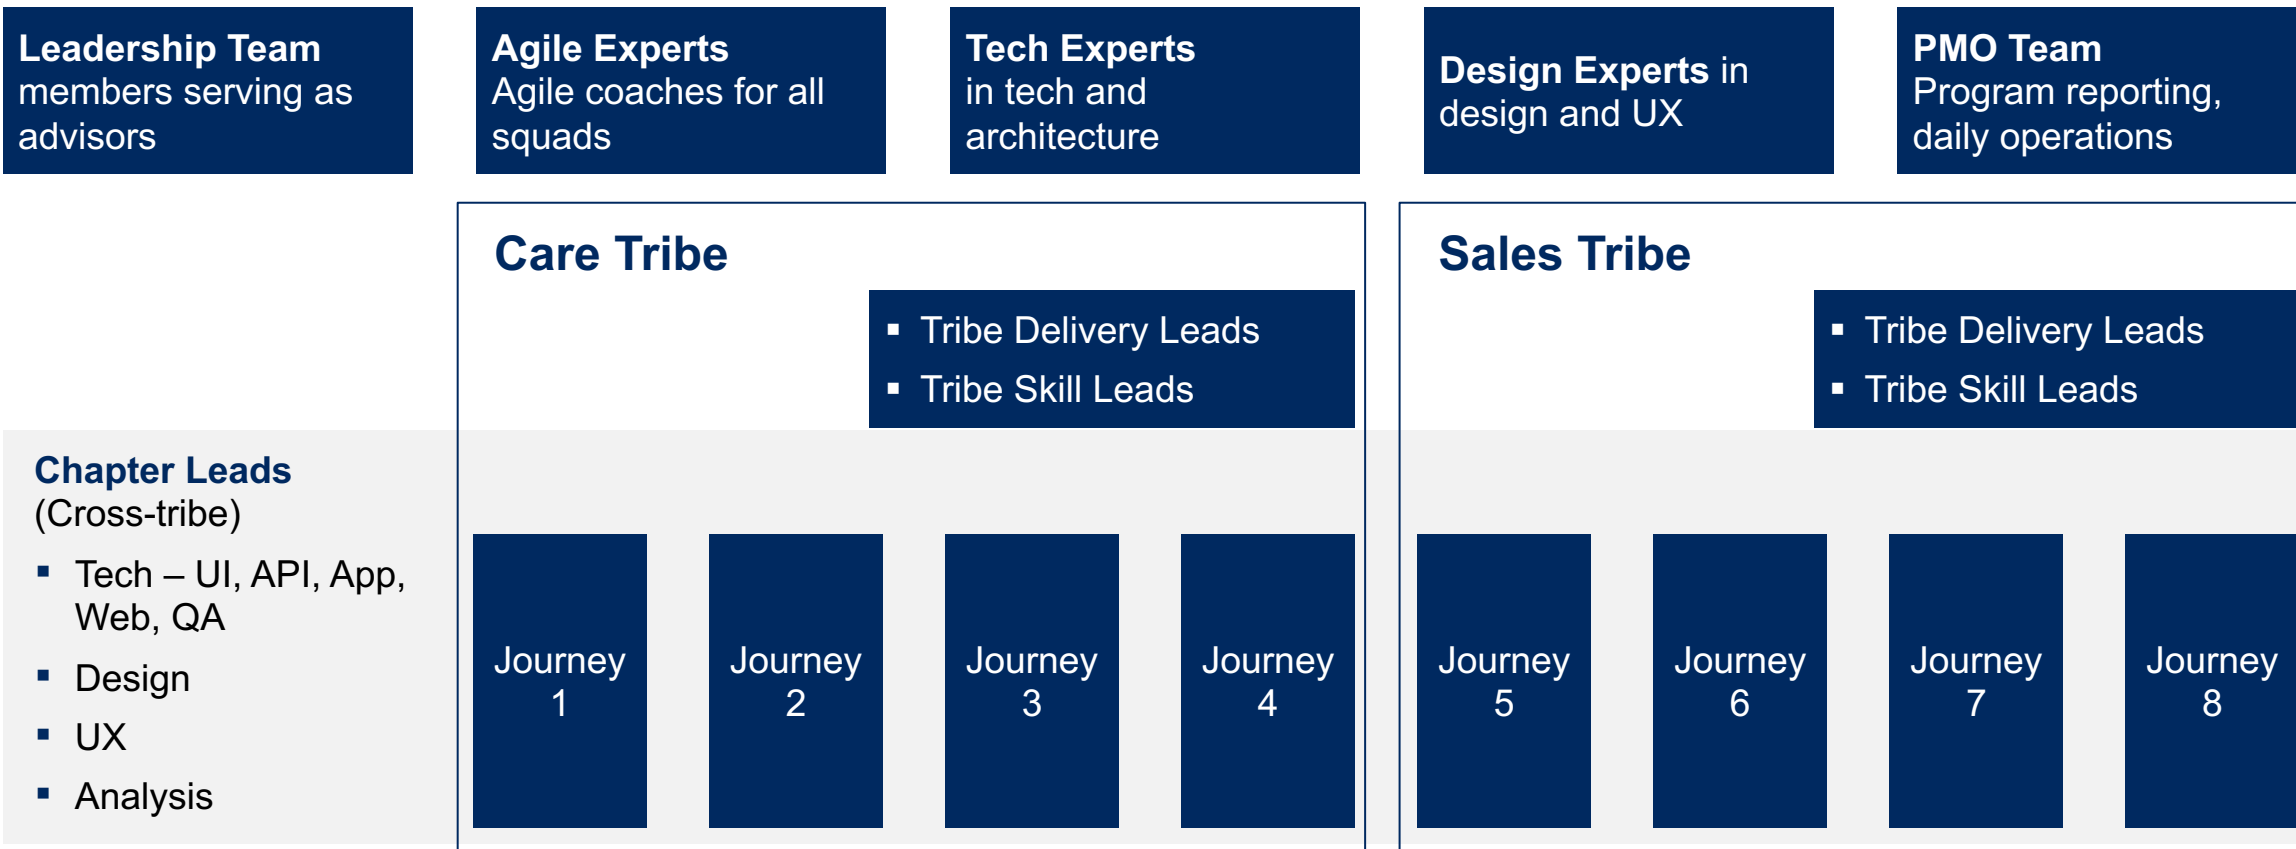 Leadership Team
members serving as
advisors
Agile Experts
Agile coaches for all
squads
Tech Experts
in tech and
architecture
Design Experts in
design and UX
PMO Team
Program reporting,
daily operations
Care Tribe
▪ Tribe Delivery Leads
▪ Tribe Skill Leads
Sales Tribe
▪ Tribe Delivery Leads
▪ Tribe Skill Leads
Chapter Leads
(Cross-tribe)
▪ Tech – UI, API, App,
Web, QA
▪ Design
▪ UX
▪ Analysis
Journey
1
Journey
2
Journey
3
Journey
4
Journey
5
Journey
6
Journey
7
Journey
8